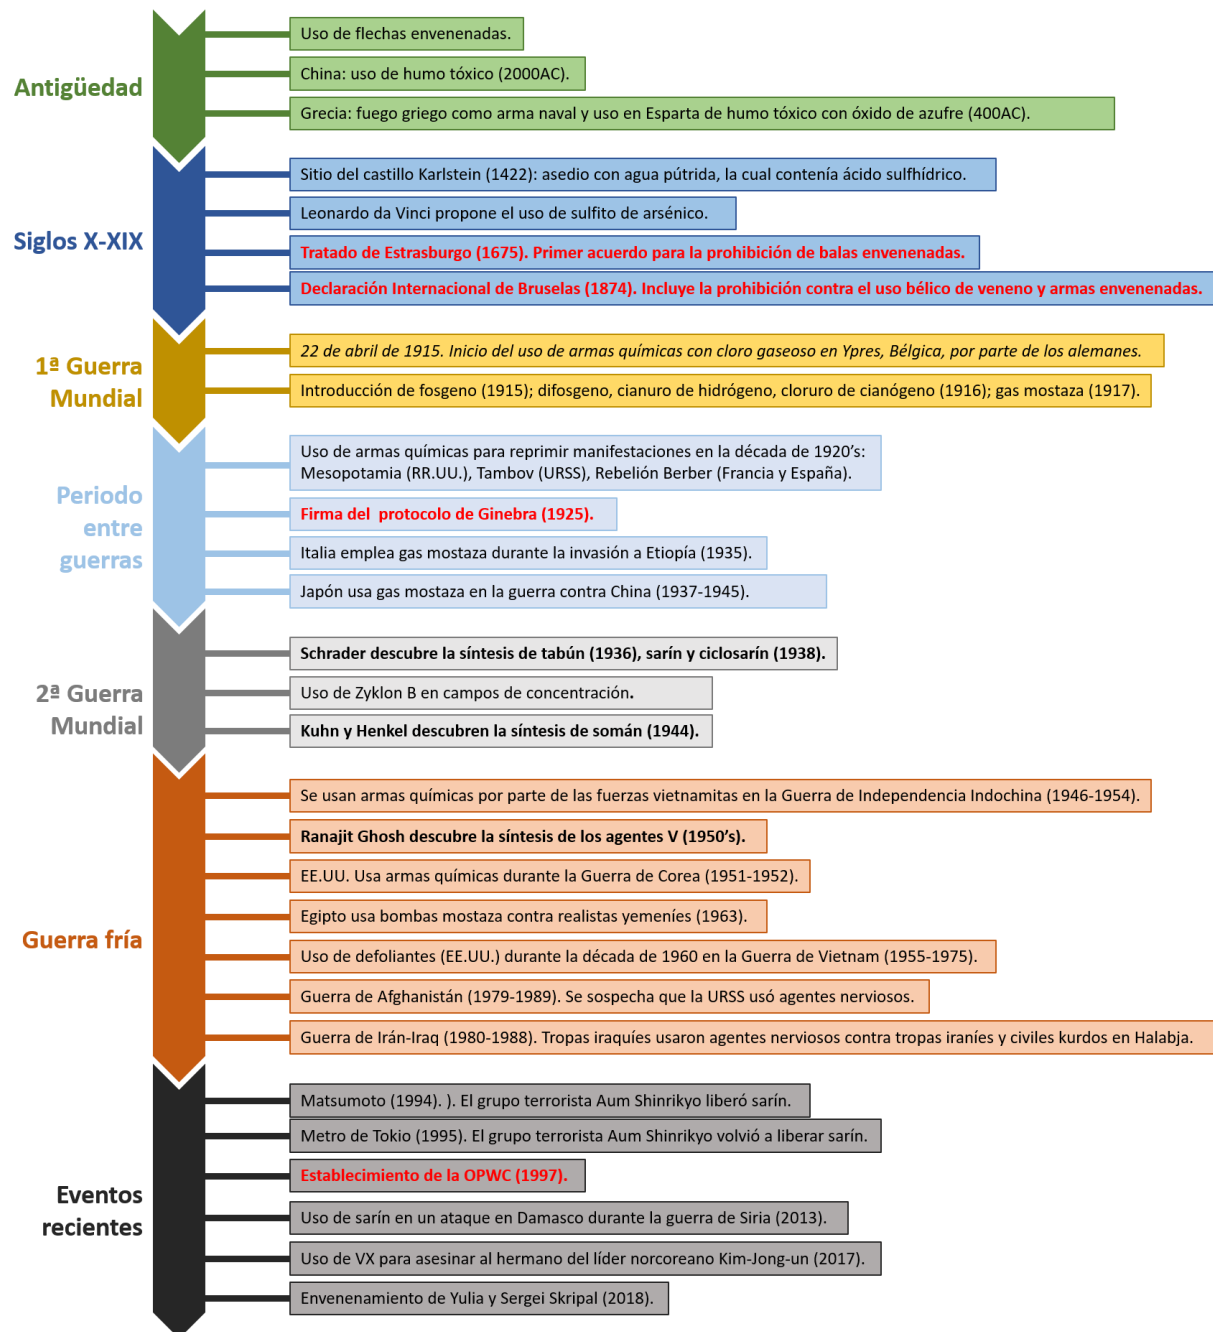 Antigüedad
Uso de flechas envenenadas.
China: uso de humo tóxico (2000AC).
Grecia: fuego griego como arma naval y uso en Esparta de humo tóxico con óxido de azufre (400AC).
Siglos X-XIX
Sitio del castillo Karlstein (1422): asedio con agua pútrida, la cual contenía ácido sulfhídrico.
Leonardo da Vinci propone el uso de sulfito de arsénico.
Tratado de Estrasburgo (1675). Primer acuerdo para la prohibición de balas envenenadas.
Declaración Internacional de Bruselas (1874). Incluye la prohibición contra el uso bélico de veneno y armas envenenadas.
1ª Guerra
Mundial
22 de abril de 1915. Inicio del uso de armas químicas con cloro gaseoso en Ypres, Bélgica, por parte de los alemanes.
Introducción de fosgeno (1915); difosgeno, cianuro de hidrógeno, cloruro de cianógeno (1916); gas mostaza (1917).
Periodo
entre
guerras
Uso de armas químicas para reprimir manifestaciones en la década de 1920’s:
Mesopotamia (RR.UU.), Tambov (URSS), Rebelión Berber (Francia y España).
Firma del protocolo de Ginebra (1925).
Italia emplea gas mostaza durante la invasión a Etiopía (1935).
Japón usa gas mostaza en la guerra contra China (1937-1945).
2ª Guerra
Mundial
Schrader descubre la síntesis de tabún (1936), sarín y ciclosarín (1938).
Uso de Zyklon B en campos de concentración.
Kuhn y Henkel descubren la síntesis de somán (1944).
Guerra fría
Se usan armas químicas por parte de las fuerzas vietnamitas en la Guerra de Independencia Indochina (1946-1954).
Ranajit Ghosh descubre la síntesis de los agentes V (1950’s).
EE.UU. Usa armas químicas durante la Guerra de Corea (1951-1952).
Egipto usa bombas mostaza contra realistas yemeníes (1963).
Uso de defoliantes (EE.UU.) durante la década de 1960 en la Guerra de Vietnam (1955-1975).
Guerra de Afghanistán (1979-1989). Se sospecha que la URSS usó agentes nerviosos.
Guerra de Irán-Iraq (1980-1988). Tropas iraquíes usaron agentes nerviosos contra tropas iraníes y civiles kurdos en Halabja.
Eventos
recientes
Matsumoto (1994). ). El grupo terrorista Aum Shinrikyo liberó sarín.
Metro de Tokio (1995). El grupo terrorista Aum Shinrikyo volvió a liberar sarín.
Establecimiento de la OPWC (1997).
Uso de sarín en un ataque en Damasco durante la guerra de Siria (2013).
Uso de VX para asesinar al hermano del líder norcoreano Kim-Jong-un (2017).
Envenenamiento de Yulia y Sergei Skripal (2018).